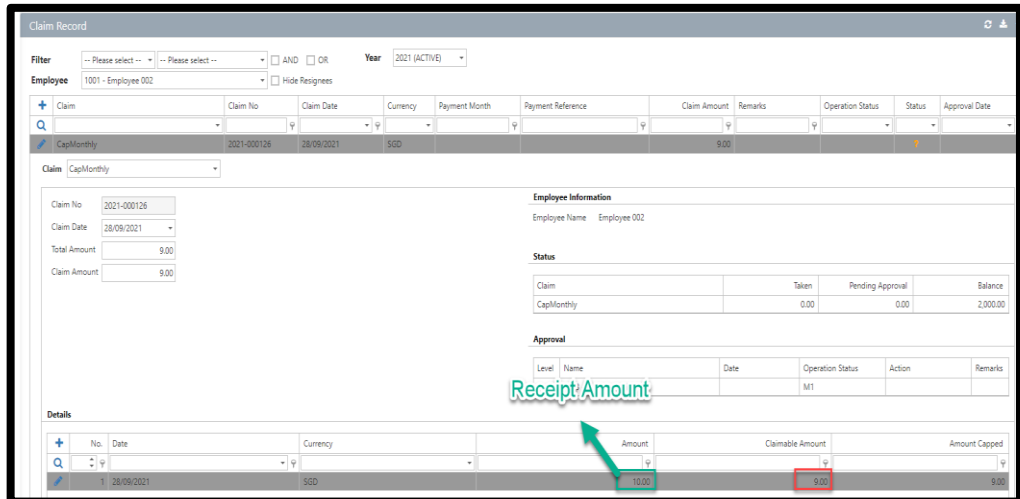 Claim Record
Filter -- Please select -- -- Please select -- AND OR Year 2021 (ACTIVE)
Employee 1001 - Employee 002 Hide Resignees
Claim Claim No Claim Date Currency Payment Month Payment Reference Claim Amount Remarks Operation Status Status Approval Date
CapMonthly 2021-000126 28/09/2021 SGD 9.00 ?
Claim CapMonthly
Claim No 2021-000126
Claim Date 28/09/2021
Total Amount 9.00
Claim Amount 9.00
Employee Information
Employee Name Employee 002
Status
Claim Taken Pending Approval Balance
CapMonthly 0.00 0.00 2,000.00
Approval
Level Name Date Operation Status Action Remarks
M1
Receipt Amount
Details
No. Date Currency Amount Claimable Amount Amount Capped
1 28/09/2021 SGD 10.00 9.00 9.00